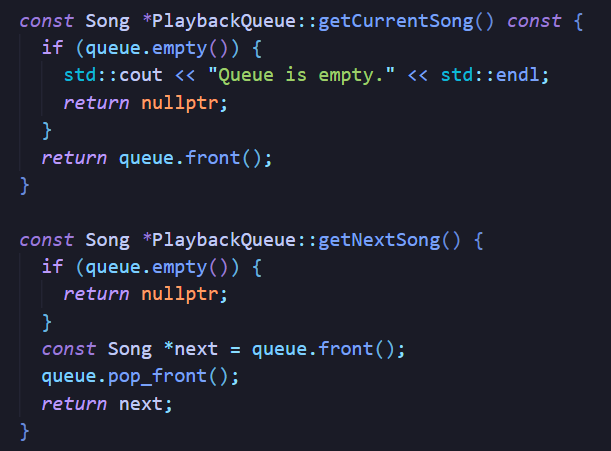 const Song *PlaybackQueue::getCurrentSong() const {
  if (queue.empty()) {
    std::cout << "Queue is empty." << std::endl;
    return nullptr;
  }
  return queue.front();
}

const Song *PlaybackQueue::getNextSong() {
  if (queue.empty()) {
    return nullptr;
  }
  const Song *next = queue.front();
  queue.pop_front();
  return next;
}